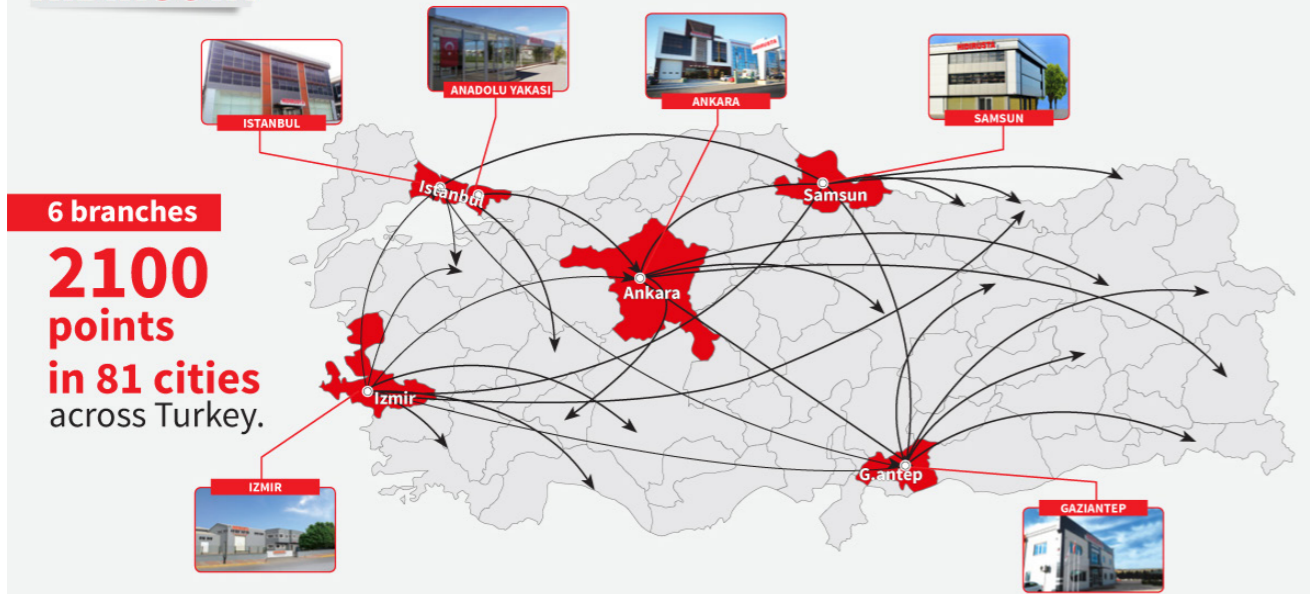 ISTANBUL
ANADOLU YAKASI
ANKARA
SAMSUN
6 branches
2100
points
in 81 cities
across Turkey.
Istanbul
Samsun
Ankara
Izmir
G.antep
IZMIR
GAZIANTEP